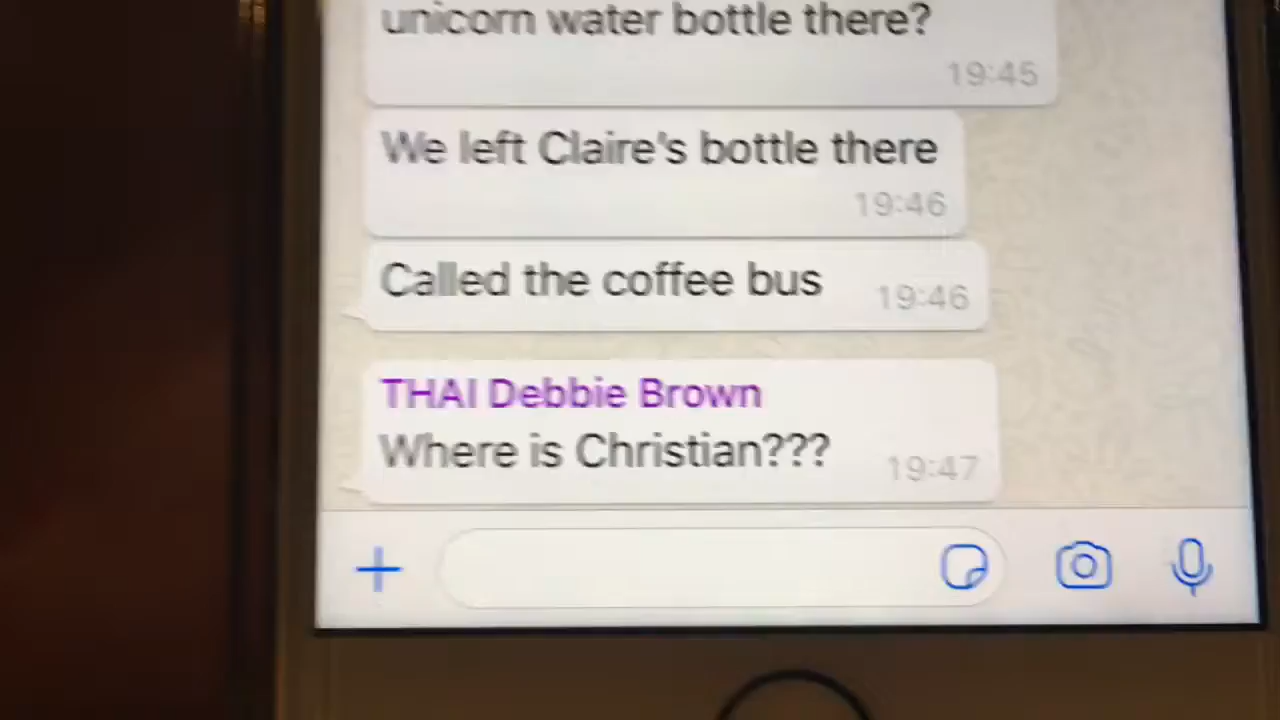 unicorn water bottle there?
19:45
We left Claire's bottle there
19:46
Called the coffee bus 19:46
THAI Debbie Brown
Where is Christian??? 19:47